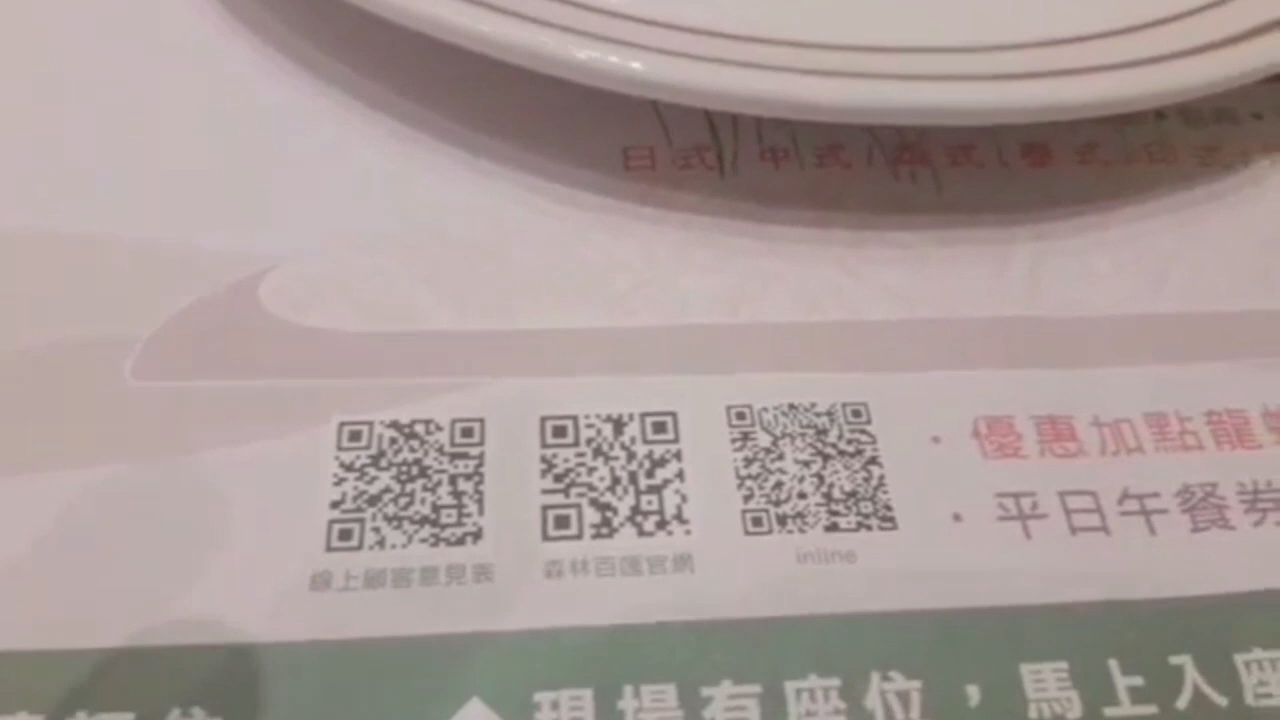 日式 中式
線上顧客意見表
森林百匯官網
inline
・優惠加點龍
・平日午餐券
現場有座位，馬上入座